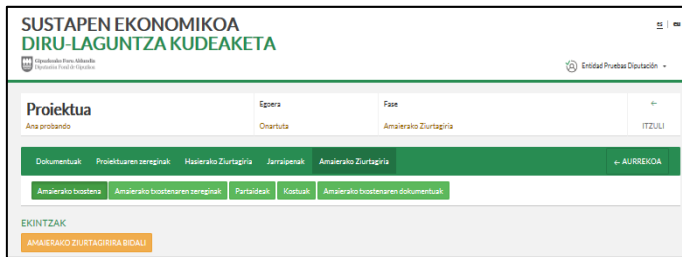 SUSTAPEN EKONOMIKOA
es | eu
DIRU-LAGUNTZA KUDEAKETA
Gipuzkoako Foru Aldundia
Diputación Foral de Gipuzkoa
Entidad Pruebas Diputación
Proiektua
Egoera
Fase
←
Ana probando
Onartuta
Amaierako Ziurtagiria
ITZULI
Dokumentuak Proiektuaren zereginak Hasierako Ziurtagiria Jarraipenak Amaierako Ziurtagiria ← AURREKOA
Amaierako txostena Amaierako txostenaren zereginak Partaideak Kostuak Amaierako txostenaren dokumentuak
EKINTZAK
AMAIERAKO ZIURTAGIRIRA BIDALI